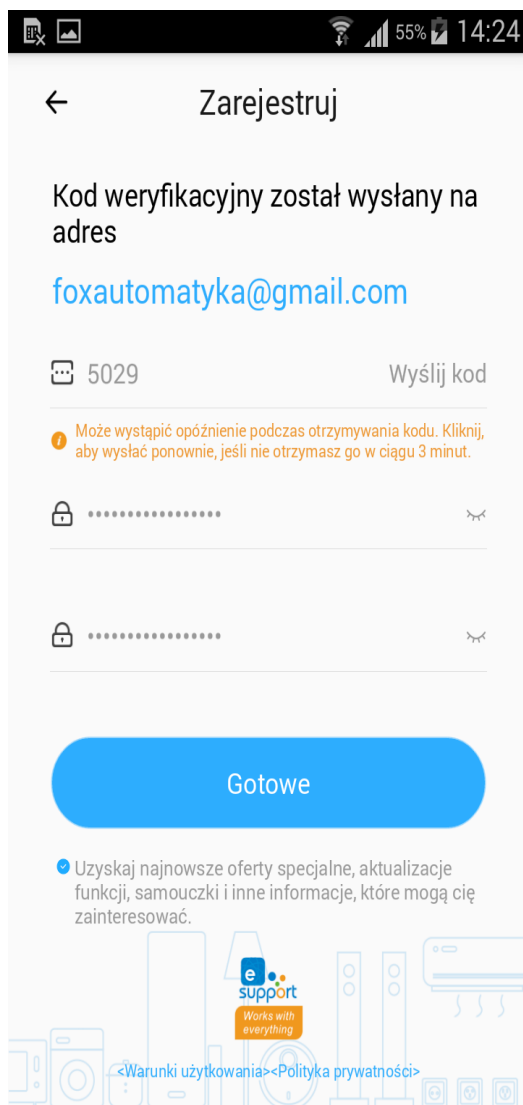 55% 14:24
Zarejestruj
Kod weryfikacyjny został wysłany na
adres
foxautomatyka@gmail.com
5029 Wyślij kod
Może wystąpić opóźnienie podczas otrzymywania kodu. Kliknij,
aby wysłać ponownie, jeśli nie otrzymasz go w ciągu 3 minut.
•••••••••••••••••
•••••••••••••••••
Gotowe
Uzyskaj najnowsze oferty specjalne, aktualizacje
funkcji, samouczki i inne informacje, które mogą cię
zainteresować.
e
support
Works with
everything
<Warunki użytkowania><Polityka prywatności>